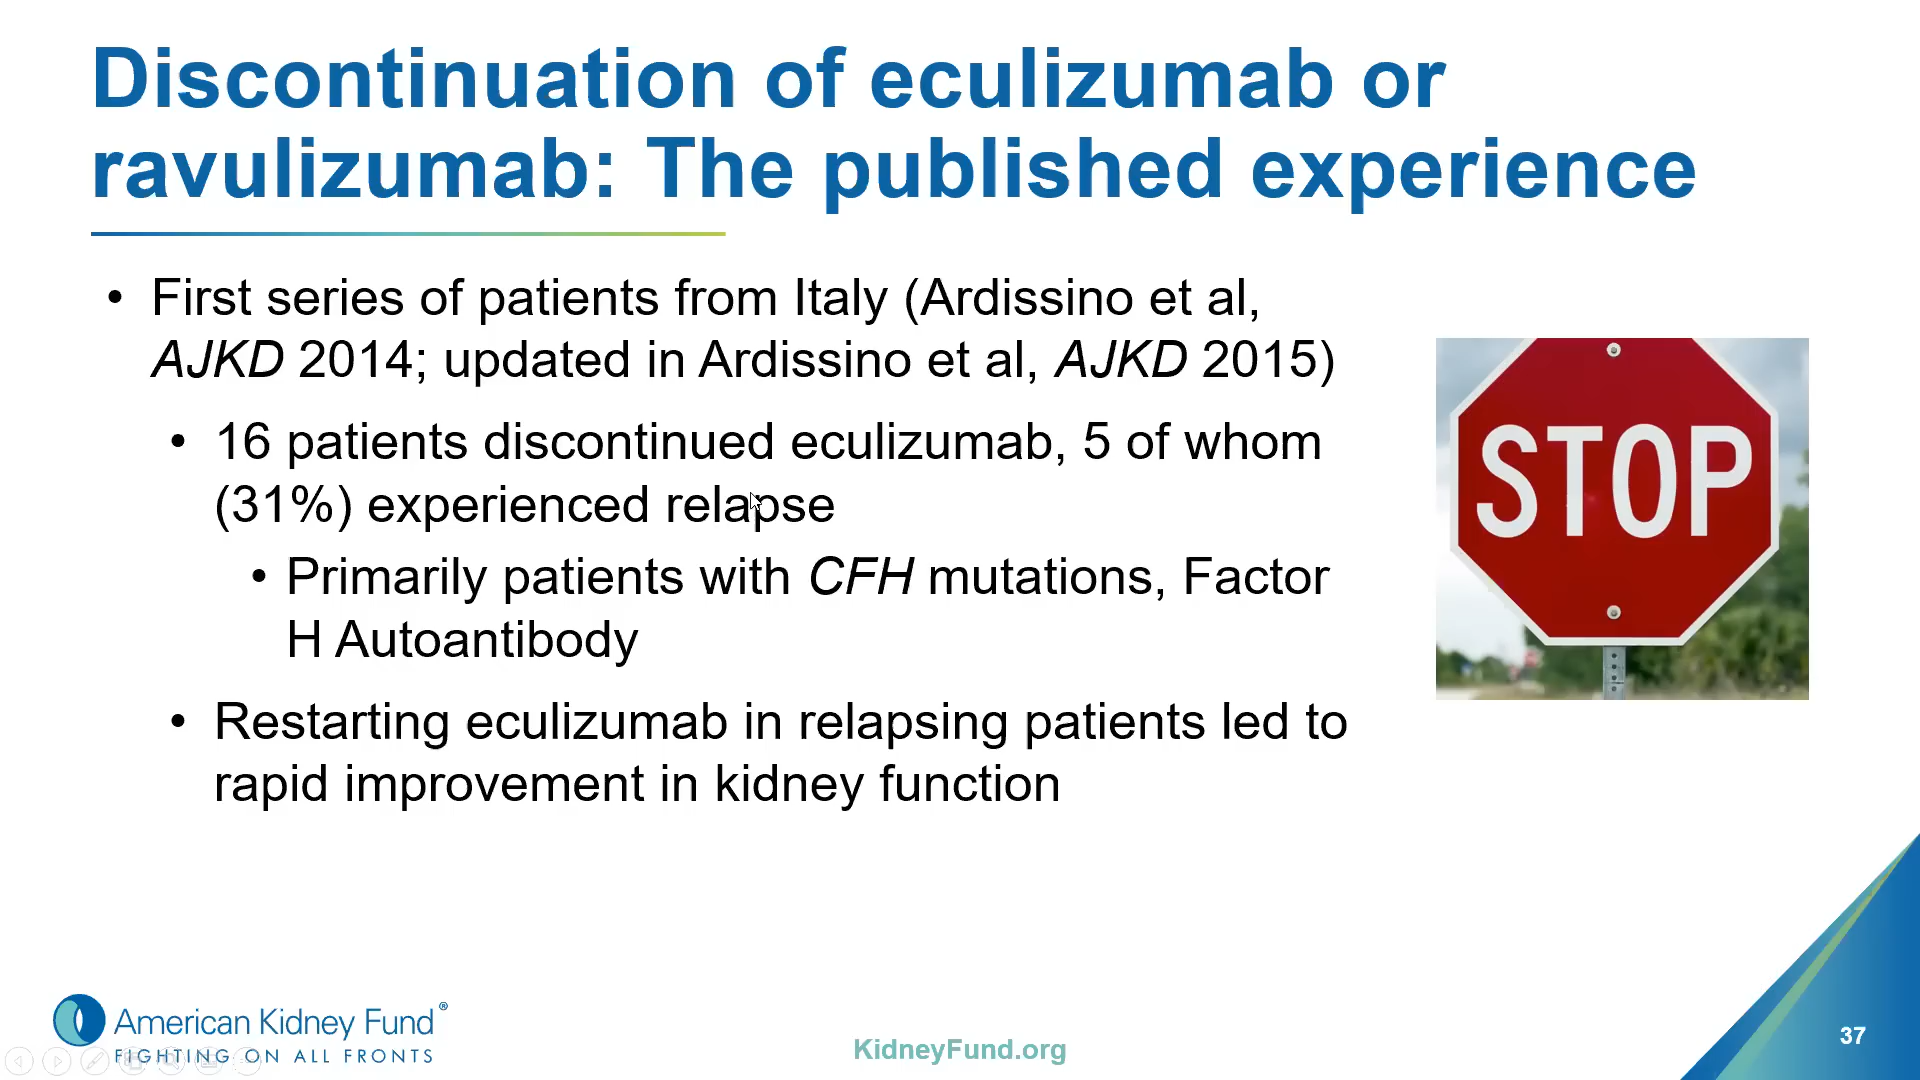 Discontinuation of eculizumab or
ravulizumab: The published experience
• First series of patients from Italy (Ardissino et al,
AJKD 2014; updated in Ardissino et al, AJKD 2015)
• 16 patients discontinued eculizumab, 5 of whom
(31%) experienced relapse
• Primarily patients with CFH mutations, Factor
H Autoantibody
• Restarting eculizumab in relapsing patients led to
rapid improvement in kidney function
STOP
American Kidney Fund®
FIGHTING ON ALL FRONTS
KidneyFund.org
37